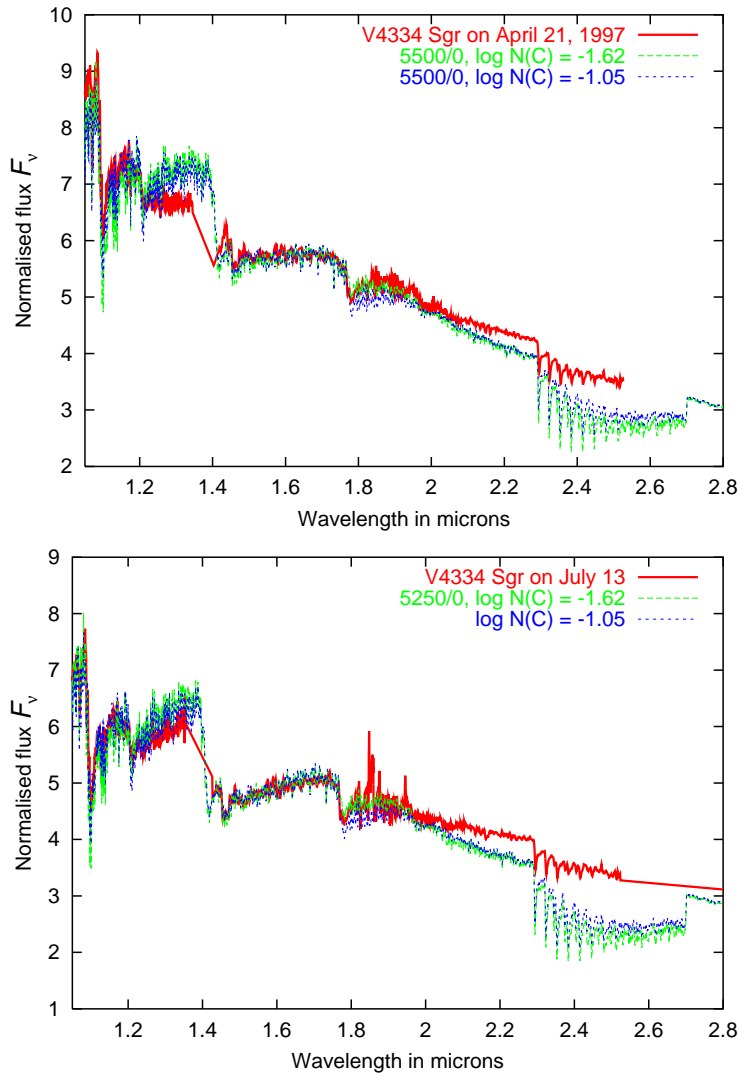 V4334 Sgr on April 21, 1997
5500/0, log N(C) = -1.62
5500/0, log N(C) = -1.05
Normalised flux Fν
10
9
8
7
6
5
4
3
2
1.2 1.4 1.6 1.8 2 2.2 2.4 2.6 2.8
Wavelength in microns
V4334 Sgr on July 13
5250/0, log N(C) = -1.62
log N(C) = -1.05
Normalised flux Fν
9
8
7
6
5
4
3
2
1
1.2 1.4 1.6 1.8 2 2.2 2.4 2.6 2.8
Wavelength in microns